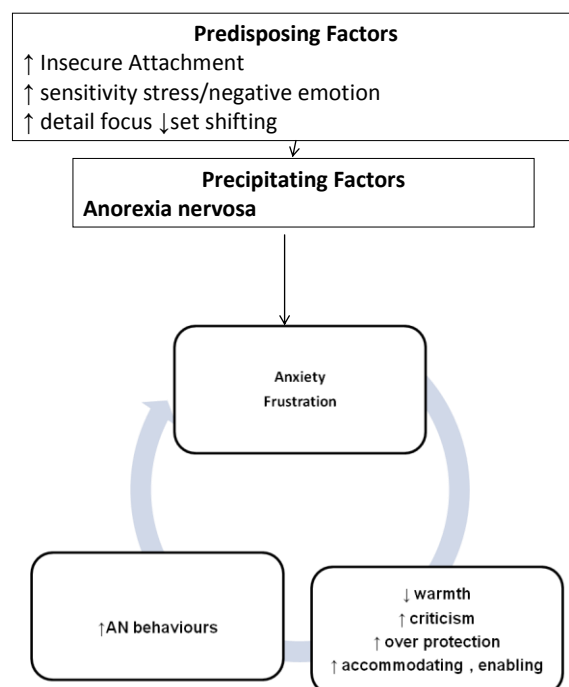 Predisposing Factors
↑ Insecure Attachment
↑ sensitivity stress/negative emotion
↑ detail focus ↓set shifting
Precipitating Factors
Anorexia nervosa
Anxiety
Frustration
↑AN behaviours
↓ warmth
↑ criticism
↑ over protection
↑ accommodating , enabling